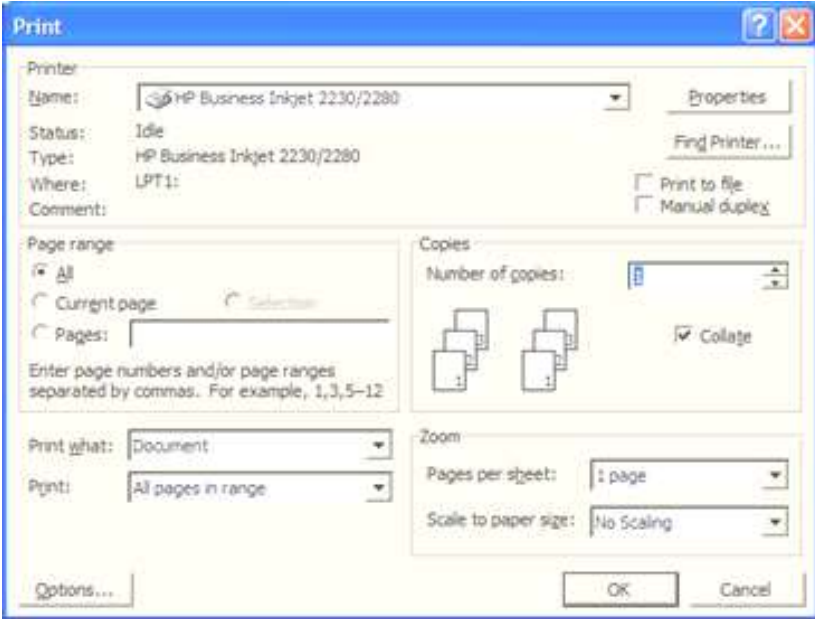 Print
Printer
Name: HP Business Inkjet 2230/2280 Properties
Status: Idle
Type: HP Business Inkjet 2230/2280 Find Printer...
Where: LPT1: Print to file
Comment: Manual duplex
Page range
All
Current page Selection
Pages:
Enter page numbers and/or page ranges
separated by commas. For example, 1,3,5–12
Copies
Number of copies: 1
Collate
Print what: Document
Print: All pages in range
Zoom
Pages per sheet: 1 page
Scale to paper size: No Scaling
Options... OK Cancel